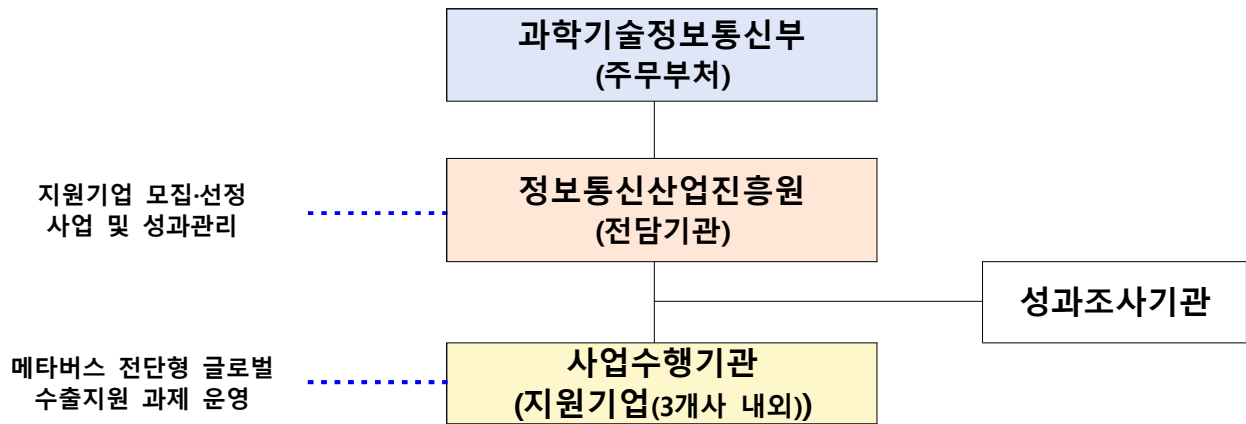 과학기술정보통신부
(주무부처)
지원기업 모집·선정
사업 및 성과관리
정보통신산업진흥원
(전담기관)
성과조사기관
메타버스 전단형 글로벌
수출지원 과제 운영
사업수행기관
(지원기업(3개사 내외))